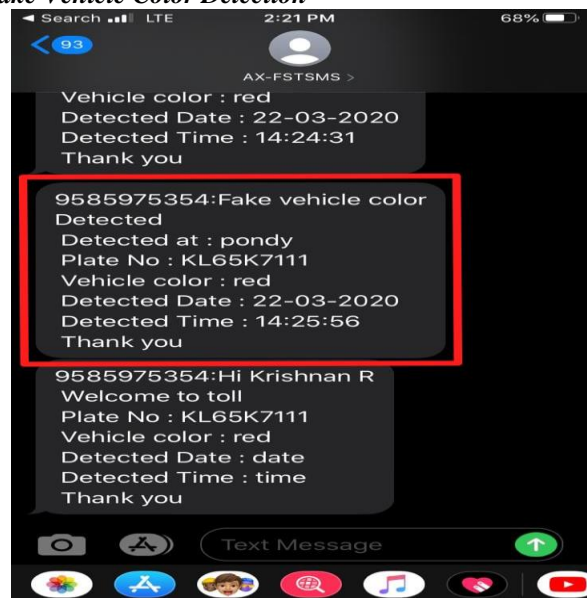 ake Vehicle Color Detection
Search LTE 2:21 PM 68%
93
AX-FSTSMS >
Vehicle color : red
Detected Date : 22-03-2020
Detected Time : 14:24:31
Thank you
9585975354:Fake vehicle color
Detected
Detected at : pondy
Plate No : KL65K7111
Vehicle color : red
Detected Date : 22-03-2020
Detected Time : 14:25:56
Thank you
9585975354:Hi Krishnan R
Welcome to toll
Plate No : KL65K7111
Vehicle color : red
Detected Date : date
Detected Time : time
Thank you
Text Message